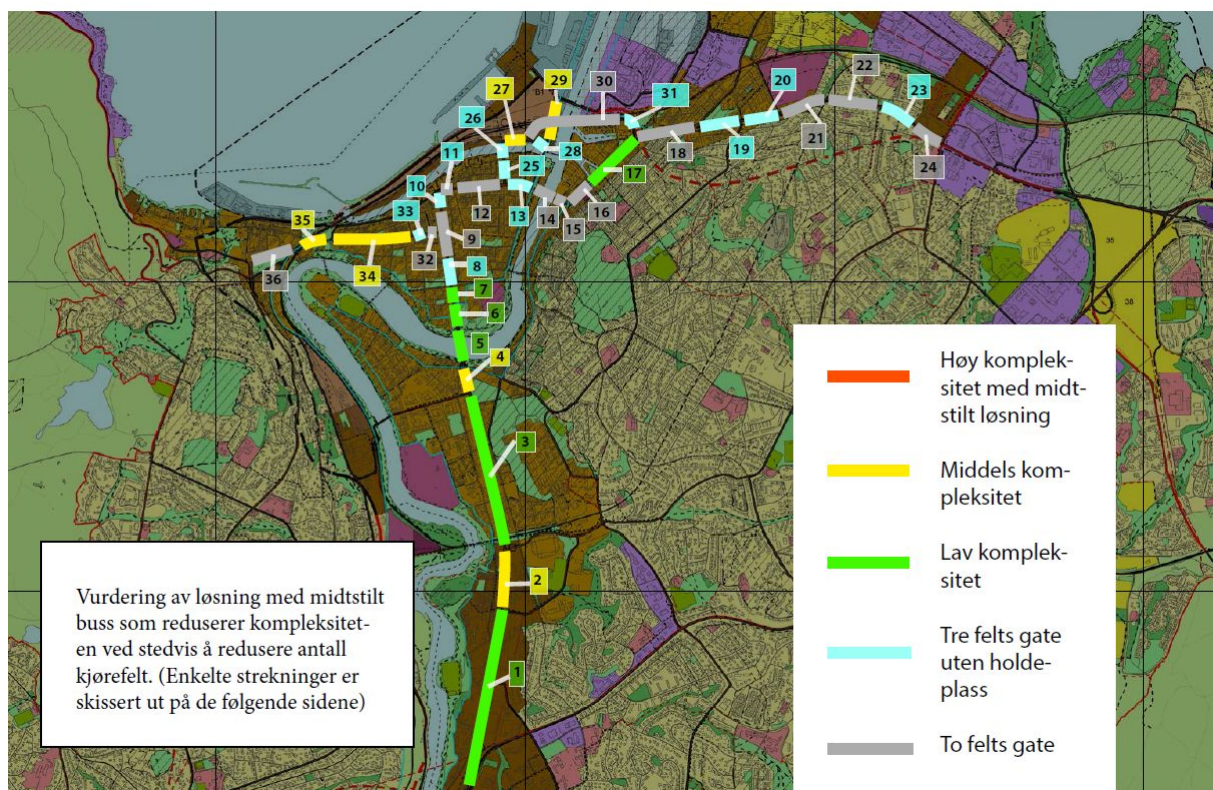 30
29
22
27
31
20
23
26
11
28
19
21
18
24
25
17
10
33
12
13
14
15
16
35
9
34
32
36
8
7
6
5
4
3
2
1
Høy komplek-
sitet med midt-
stilt løsning
Middels kom-
pleksitet
Lav komplek-
sitet
Tre felts gate
uten holde-
plass
To felts gate
Vurdering av løsning med midtstilt
buss som reduserer kompleksitet-
en ved stedvis å redusere antall
kjørefelt. (Enkelte strekninger er
skissert ut på de følgende sidene)